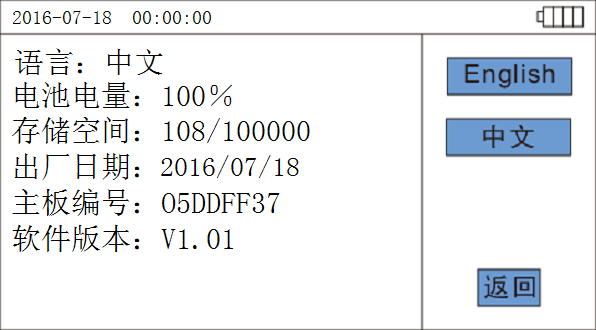 2016-07-18 00:00:00
语言：中文
电池电量：100%
存储空间：108/100000
出厂日期：2016/07/18
主板编号：O5DDFF37
软件版本：V1.01
English
中文
返回